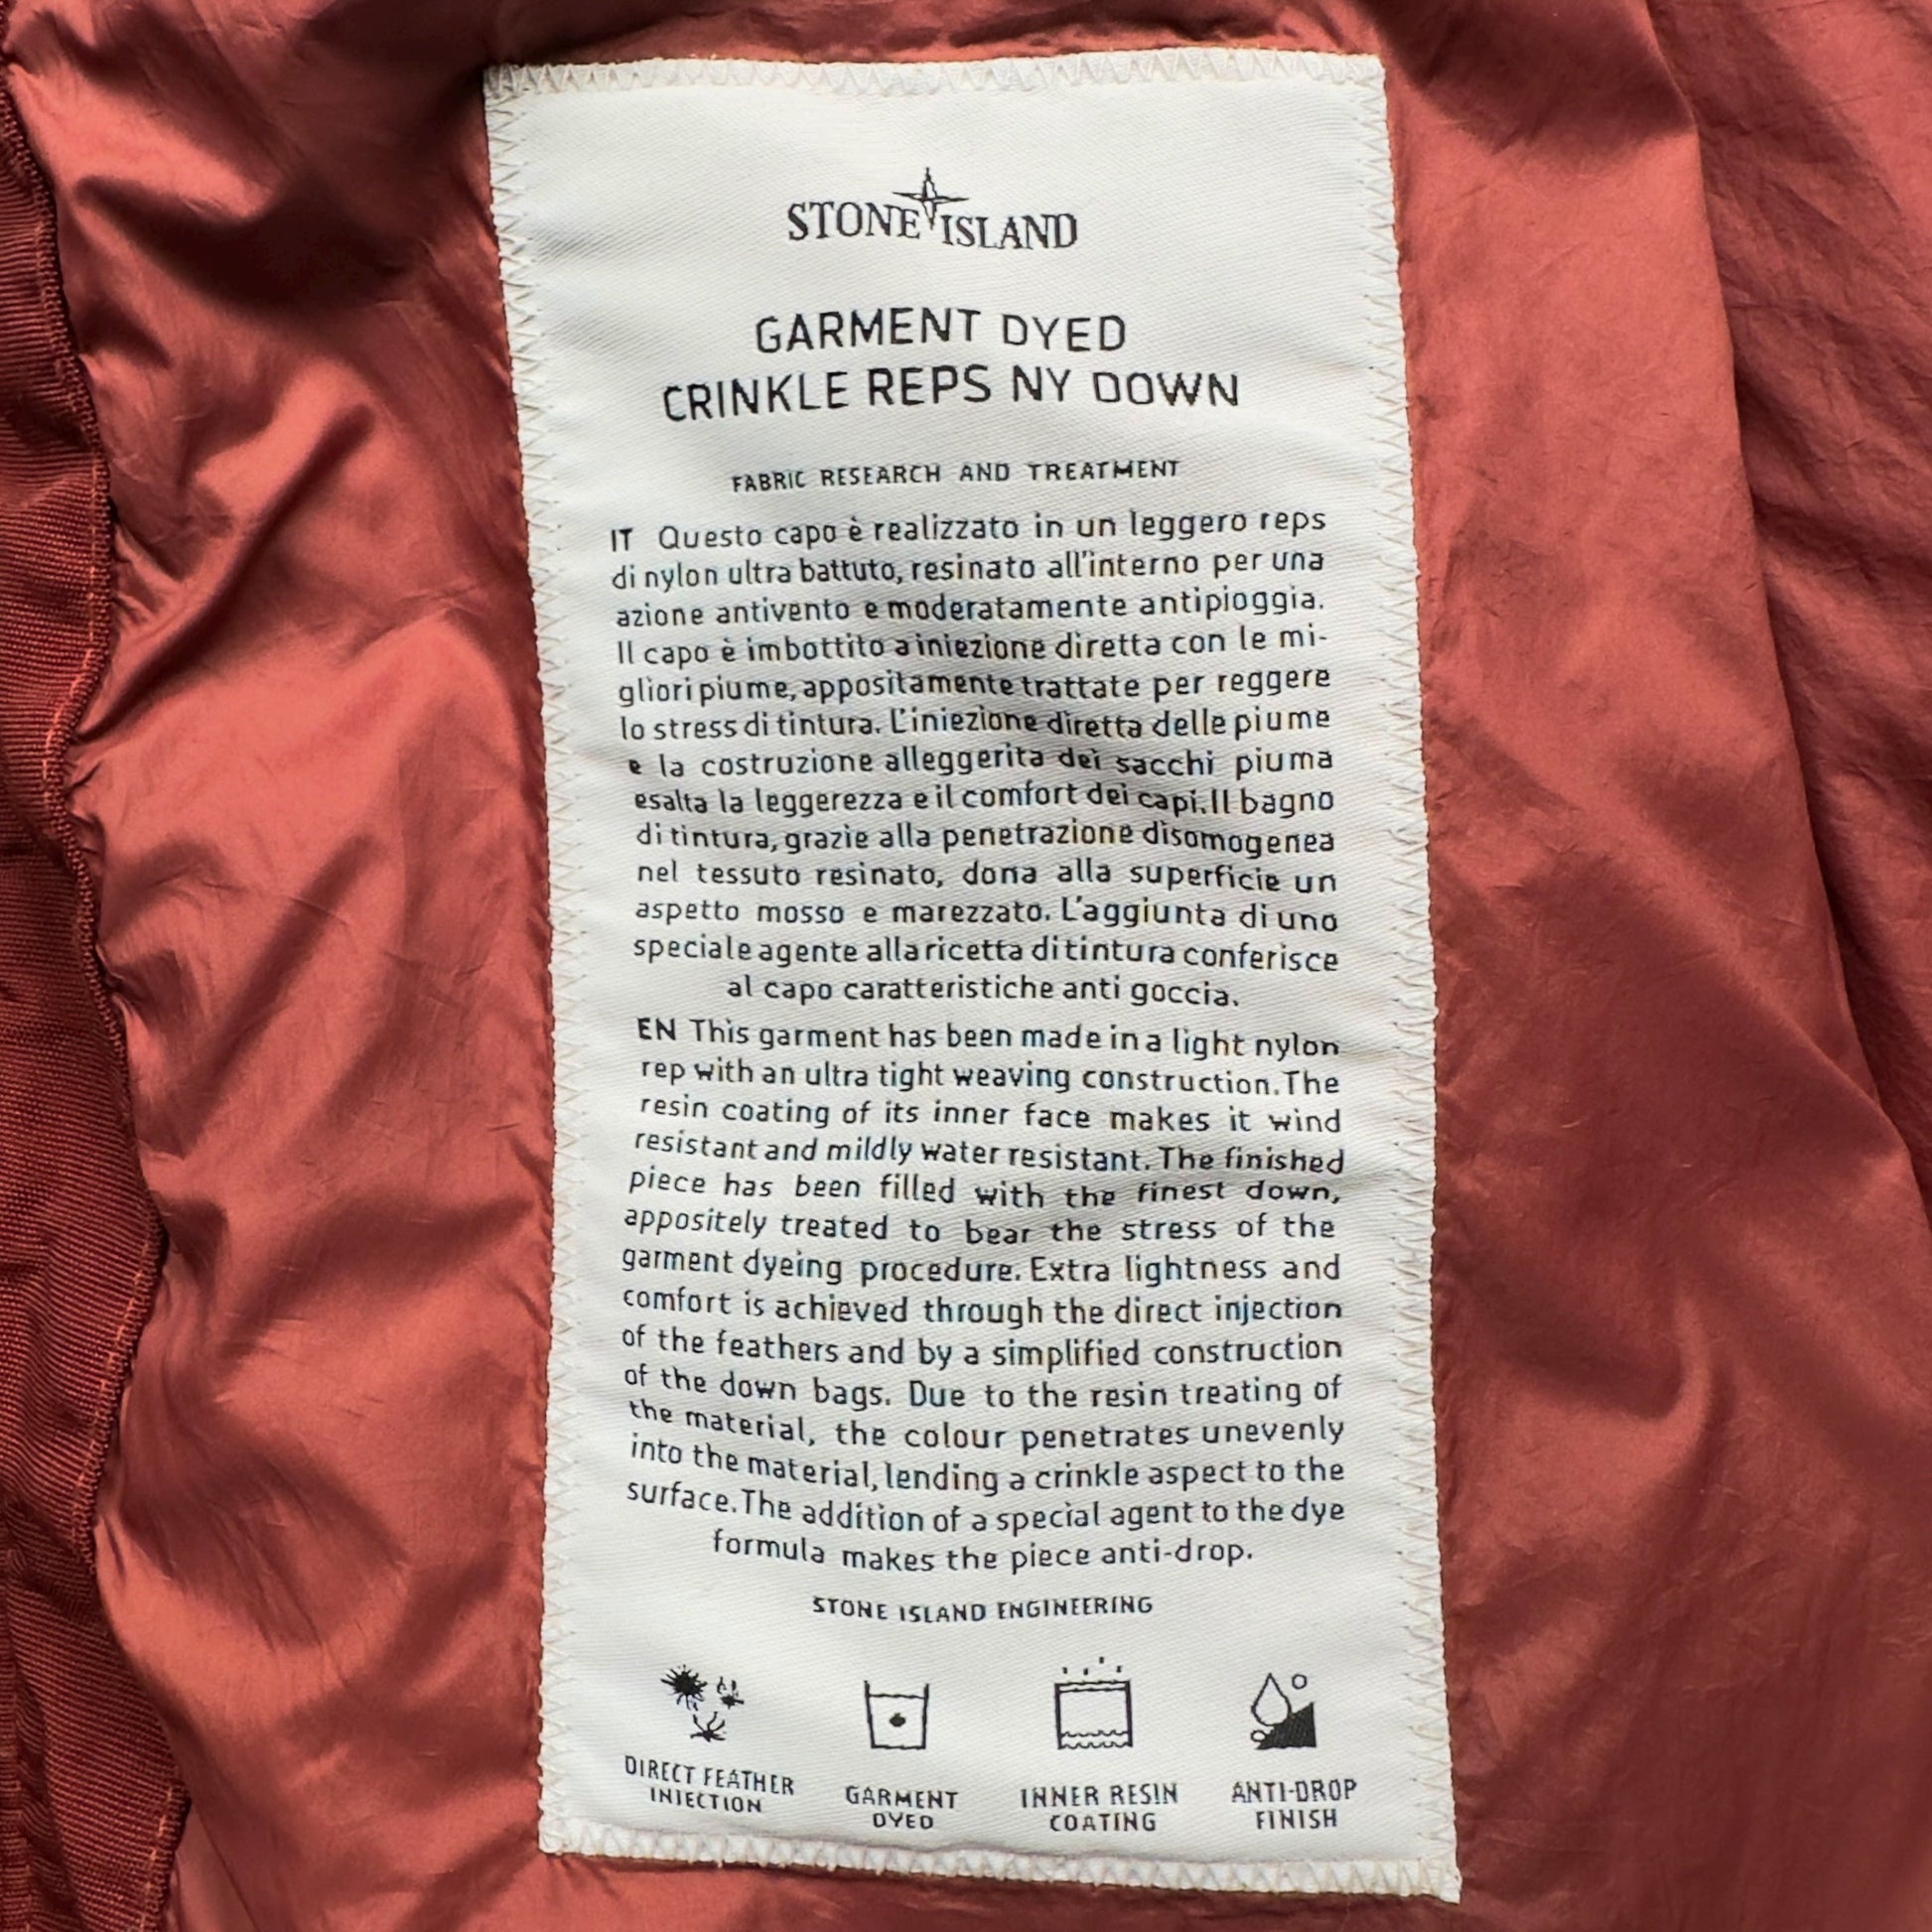 STONE ISLAND
GARMENT DYED
CRINKLE REPS NY DOWN
FABRIC RESEARCH AND TREATMENT
IT Questo capo è realizzato in un leggero reps
di nylon ultra battuto, resinato all'interno per una
azione antivento e moderatamente antipioggia.
Il capo è imbottito a iniezione diretta con le mi-
gliori piume, appositamente trattate per reggere
lo stress di tintura. L'iniezione diretta delle piume
e la costruzione alleggerita dei sacchi piuma
esalta la leggerezza e il comfort dei capi. Il bagno
di tintura, grazie alla penetrazione disomogenea
nel tessuto resinato, dona alla superficie un
aspetto mosso e marezzato. L'aggiunta di uno
speciale agente alla ricetta di tintura conferisce
al capo caratteristiche anti goccia.
EN This garment has been made in a light nylon
rep with an ultra tight weaving construction. The
resin coating of its inner face makes it wind
resistant and mildly water resistant. The finished
piece has been filled with the finest down,
appositely treated to bear the stress of the
garment dyeing procedure. Extra lightness and
comfort is achieved through the direct injection
of the feathers and by a simplified construction
of the down bags. Due to the resin treating of
the material, the colour penetrates unevenly
into the material, lending a crinkle aspect to the
surface. The addition of a special agent to the dye
formula makes the piece anti-drop.
STONE ISLAND ENGINEERING
DIRECT FEATHER
INJECTION
GARMENT
DYED
INNER RESIN
COATING
ANTI-DROP
FINISH